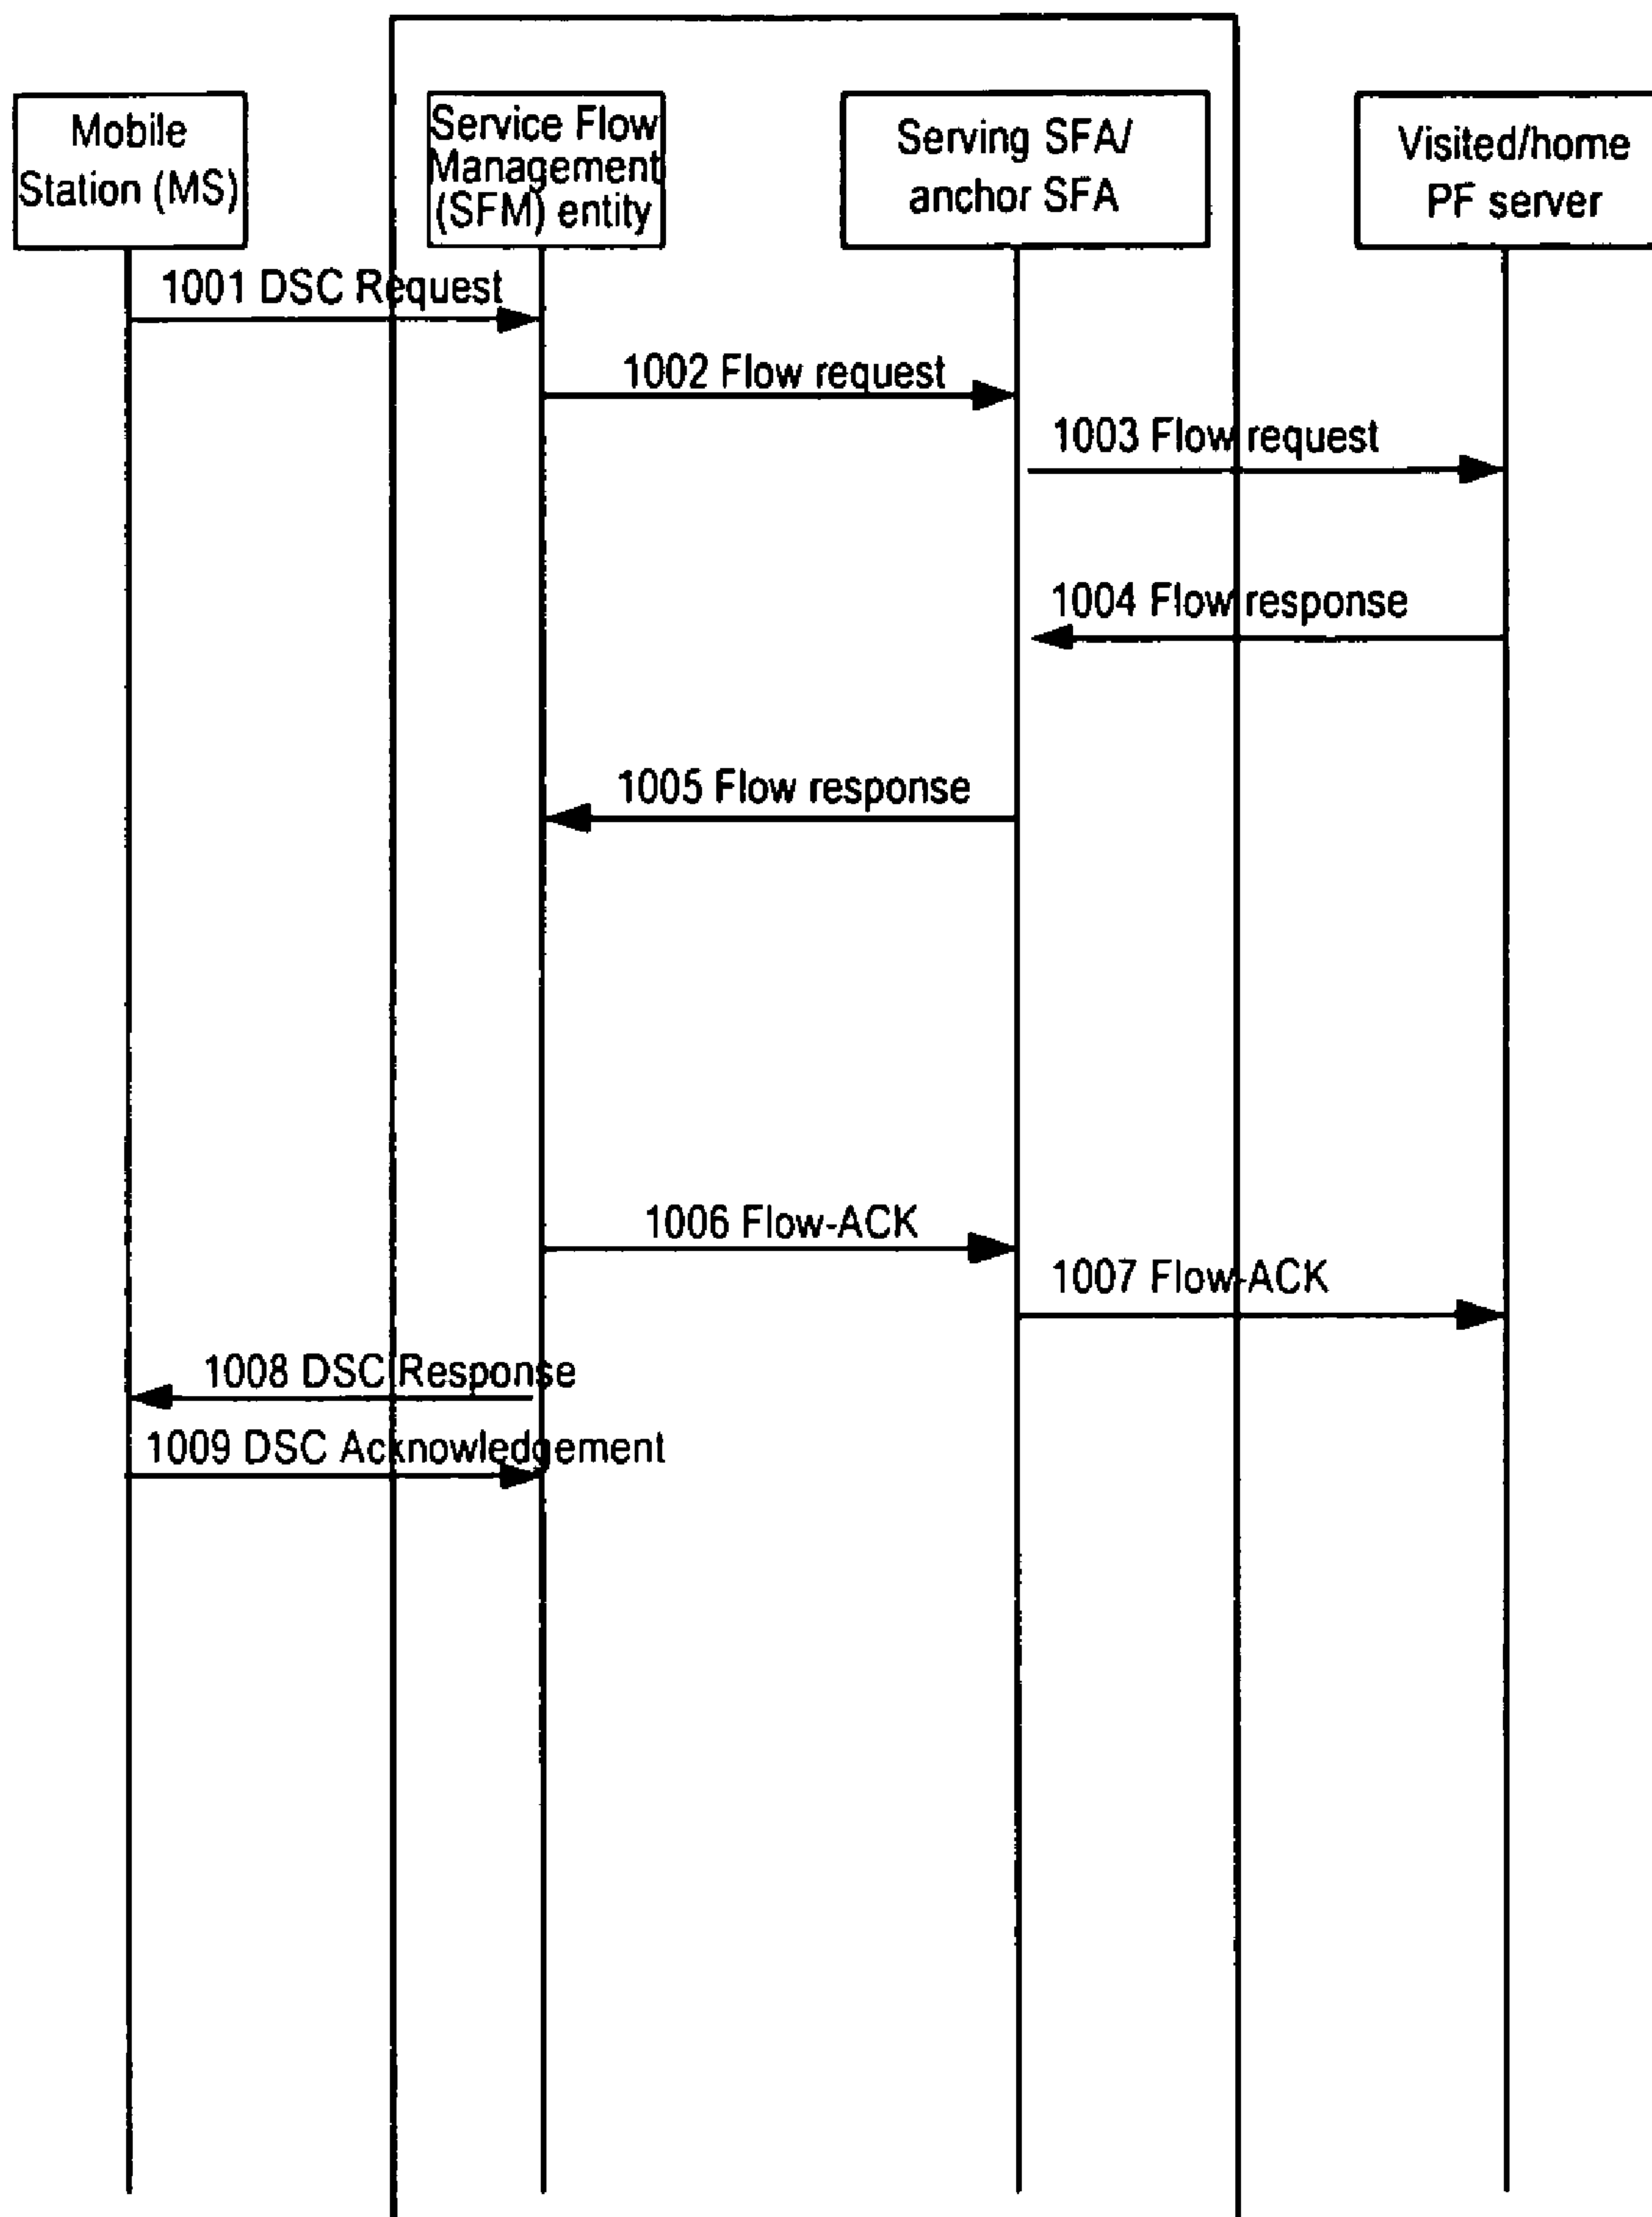 Mobile
Station (MS)
Service Flow
Management
(SFM) entity
Serving SFA/
anchor SFA
Visited/home
PF server
1001 DSC Request
1002 Flow request
1003 Flow request
1004 Flow response
1005 Flow response
1006 Flow-ACK
1007 Flow-ACK
1008 DSC Response
1009 DSC Acknowledgement